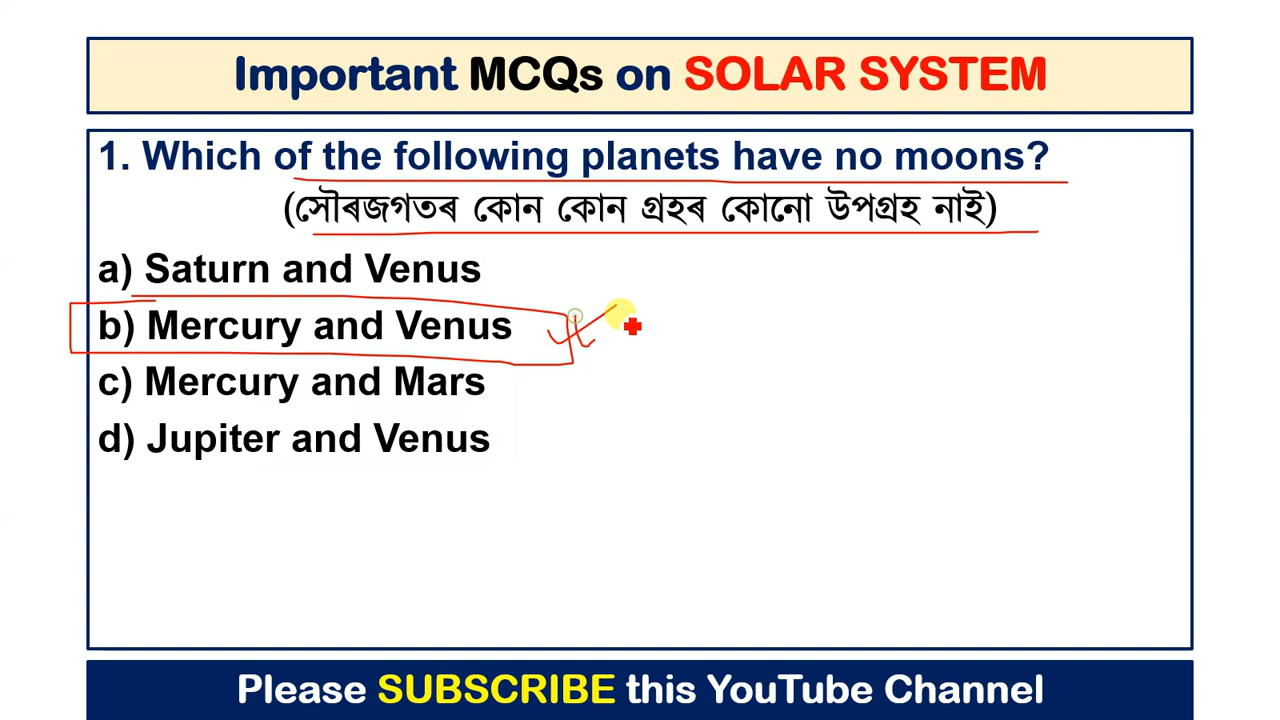 Important MCQs on SOLAR SYSTEM
1. Which of the following planets have no moons?
(সৌৰজগতৰ কোন কোন গ্ৰহৰ কোনো উপগ্ৰহ নাই)
a) Saturn and Venus
b) Mercury and Venus
c) Mercury and Mars
d) Jupiter and Venus
Please SUBSCRIBE this YouTube Channel